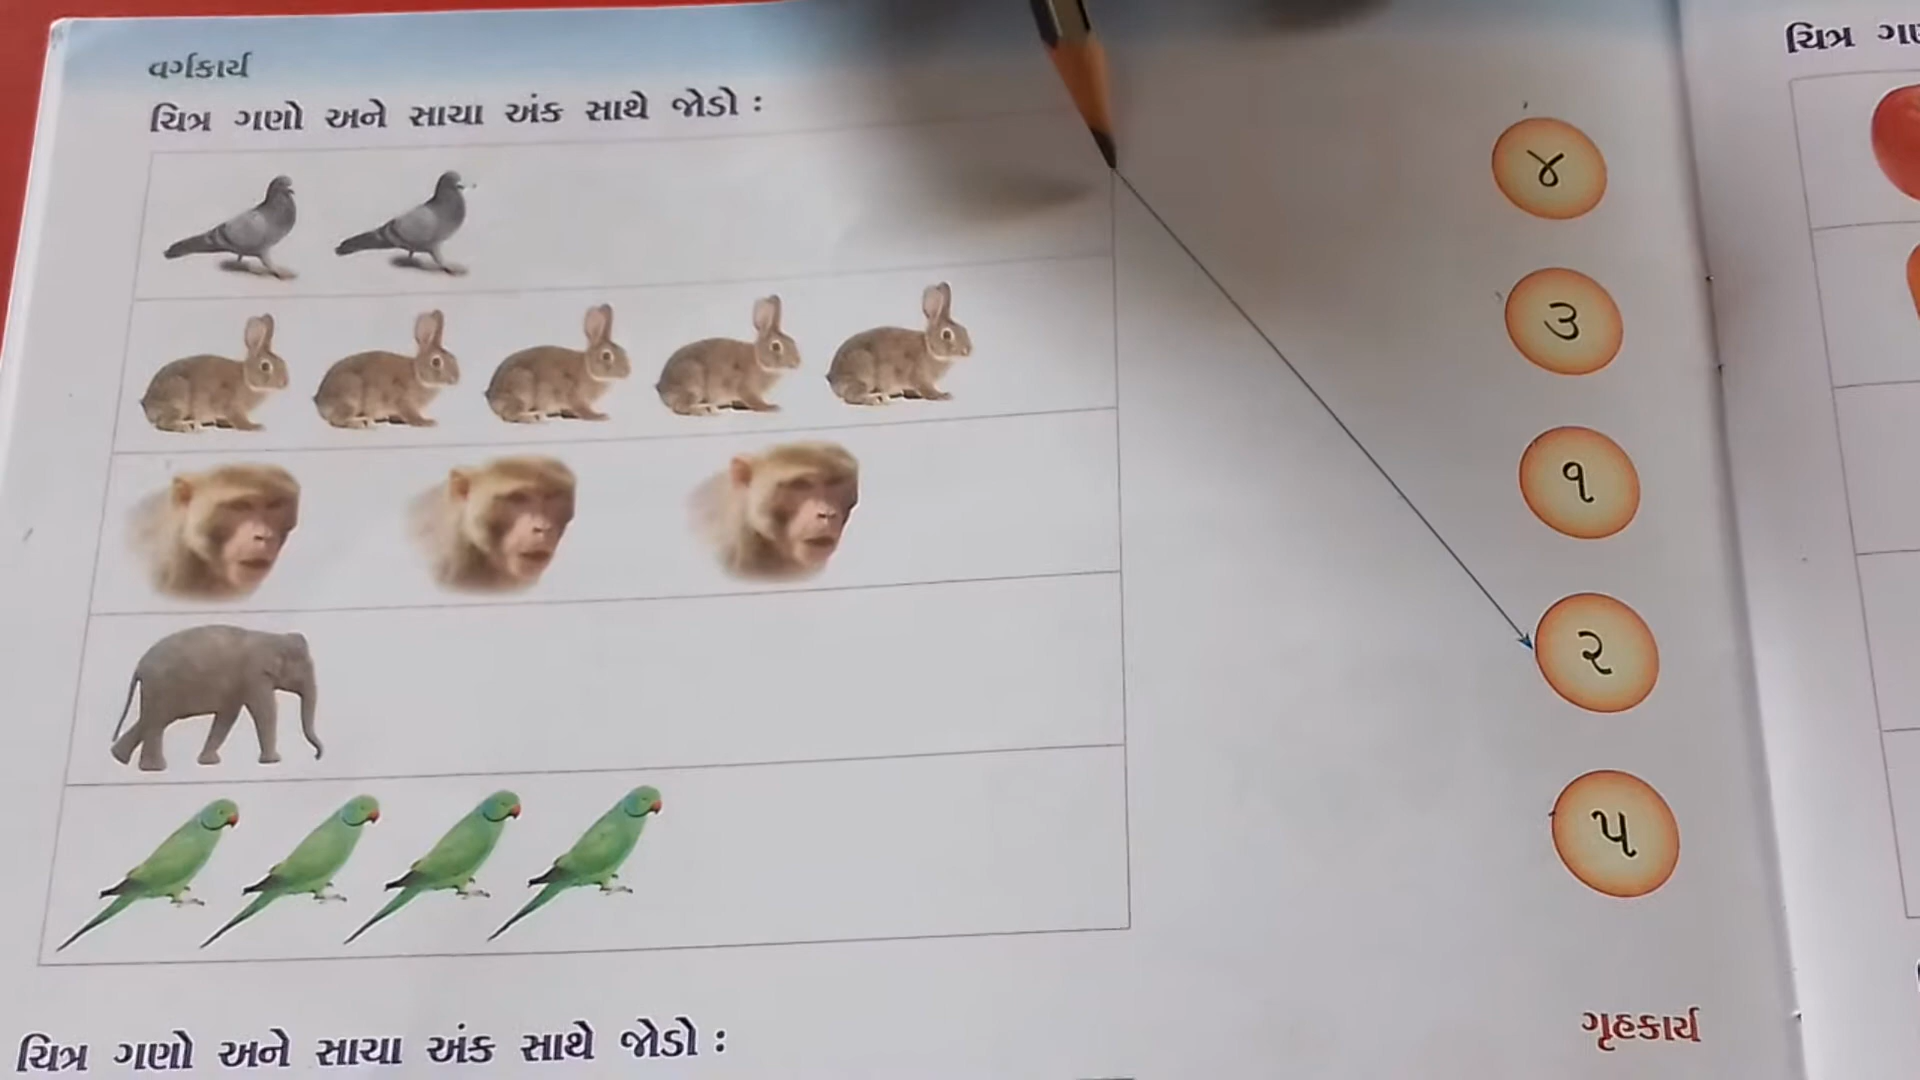 વર્ગકાર્ય
ચિત્ર ગણો અને સાચા અંક સાથે જોડો :
૪
૩
૧
૨
૫
ગૃહકાર્ય
ચિત્ર ગણો અને સાચા અંક સાથે જોડો :
ચિત્ર